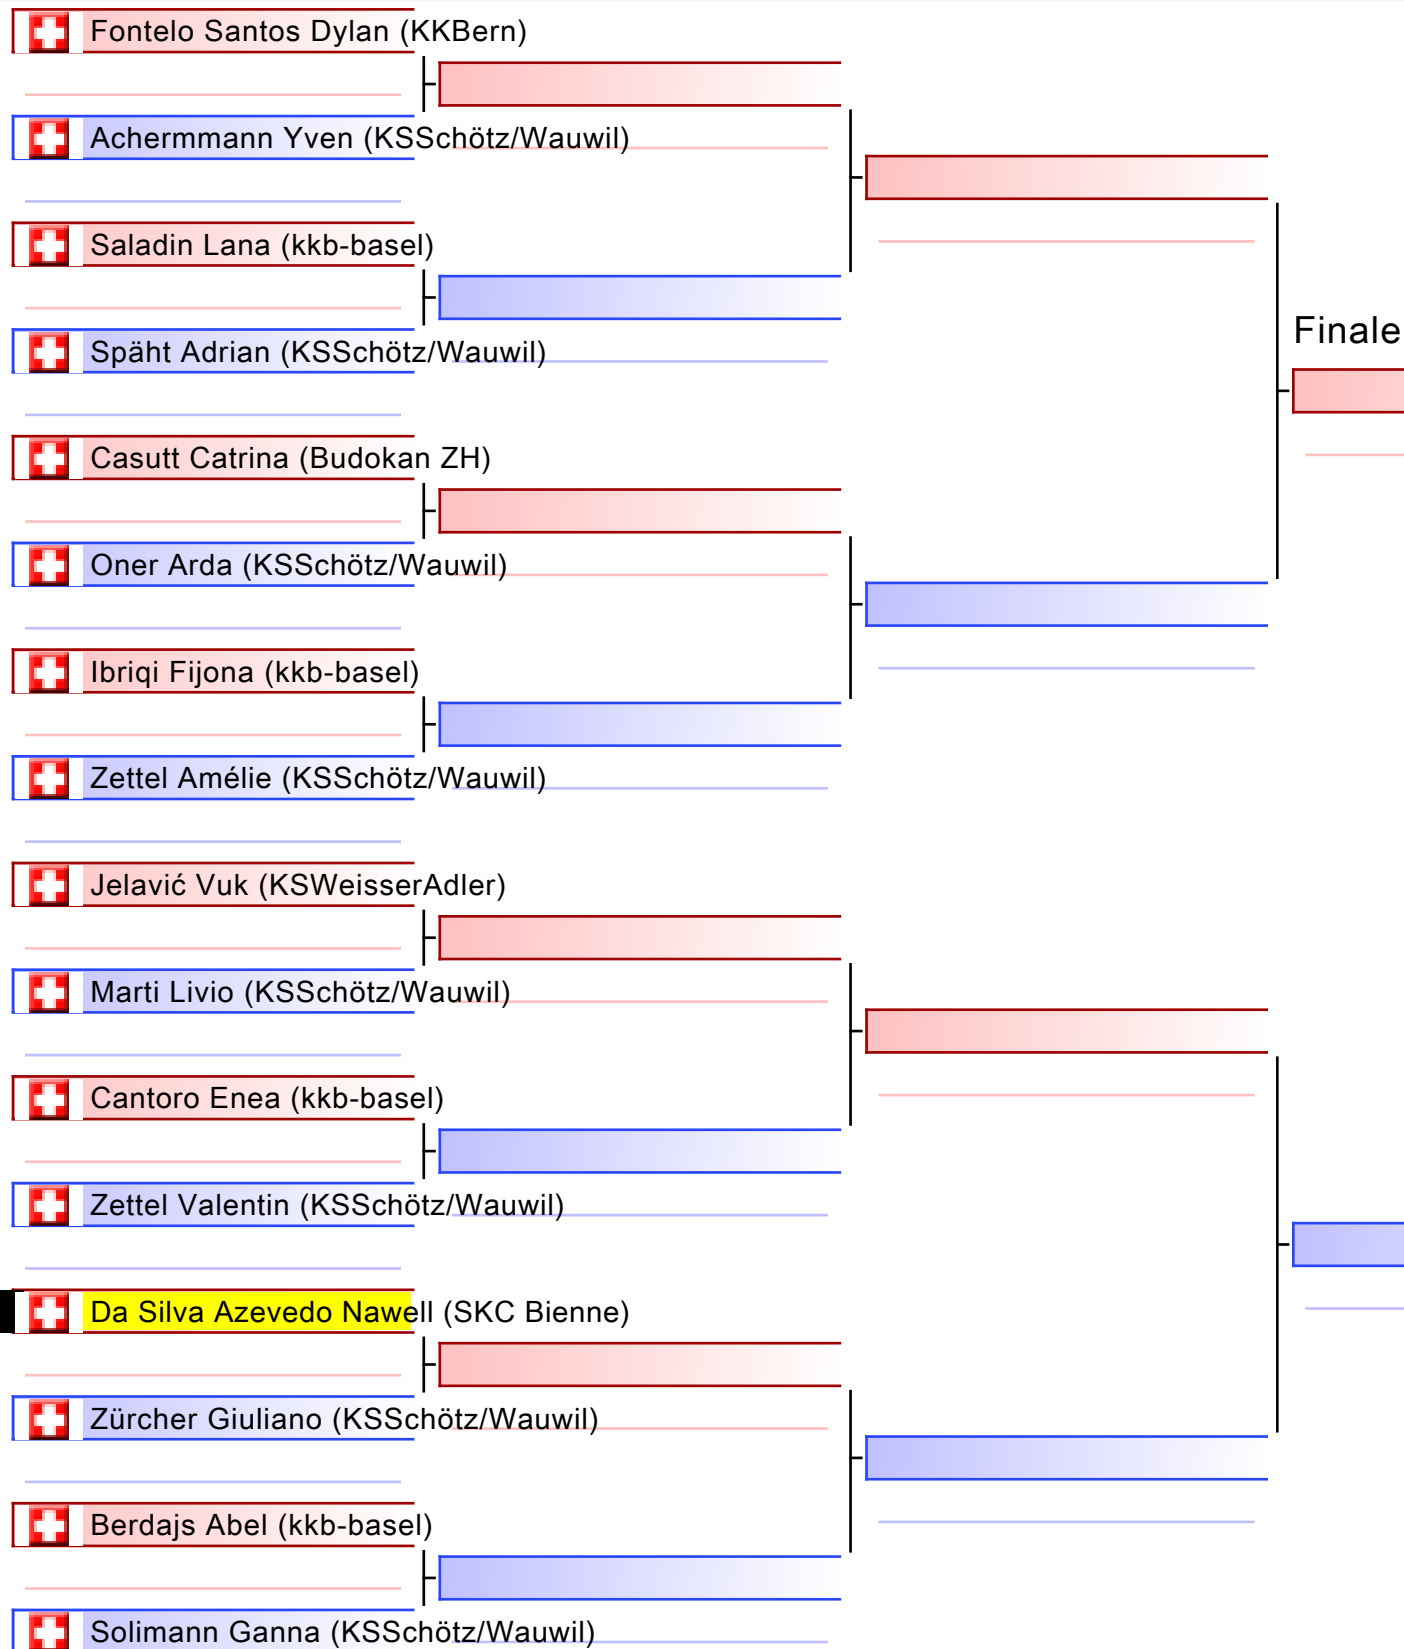 Fontelo Santos Dylan (KKBern)
Achermmann Yven (KSSchötz/Wauwil)
Saladin Lana (kkb-basel)
Späht Adrian (KSSchötz/Wauwil)
Finale
Casutt Catrina (Budokan ZH)
Oner Arda (KSSchötz/Wauwil)
Ibriqi Fijona (kkb-basel)
Zettel Amélie (KSSchötz/Wauwil)
Jelavić Vuk (KSWeisserAdler)
Marti Livio (KSSchötz/Wauwil)
Cantoro Enea (kkb-basel)
Zettel Valentin (KSSchötz/Wauwil)
Da Silva Azevedo Nawell (SKC Bienne)
Zürcher Giuliano (KSSchötz/Wauwil)
Berdajs Abel (kkb-basel)
Solimann Ganna (KSSchötz/Wauwil)